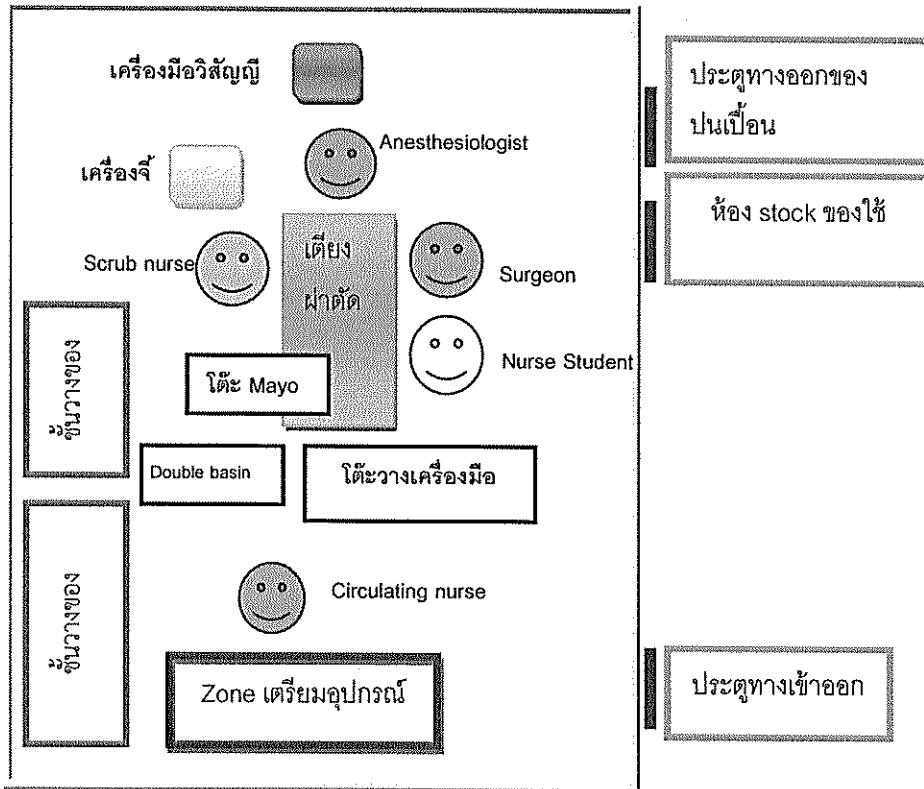 เครื่องมือวิสัญญี
Anesthesiologist
เครื่องจี้
Scrub nurse
เตียง
ผ่าตัด
Surgeon
Nurse Student
โต๊ะ Mayo
ชั้นวางของ
Double basin
โต๊ะวางเครื่องมือ
ชั้นวางของ
Circulating nurse
Zone เตรียมอุปกรณ์
ประตูทางออกของ
ปนเปื้อน
ห้อง stock ของใช้
ประตูทางเข้าออก